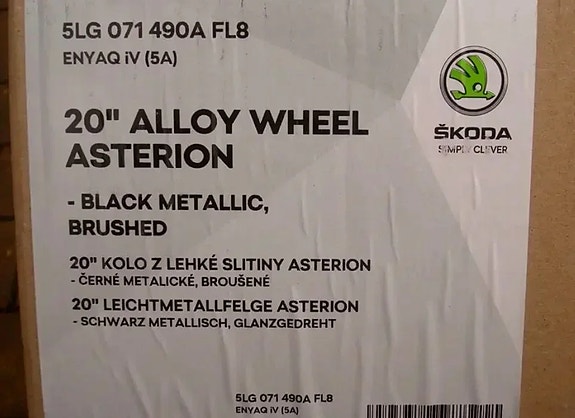 5LG 071 490A FL8
ENYAQ iV (5A)
ŠKODA
SIMPLY CLEVER
20" ALLOY WHEEL
ASTERION
- BLACK METALLIC,
BRUSHED
20" KOLO Z LEHKÉ SLITINY ASTERION
- ČERNÉ METALICKÉ, BROUŠENÉ
20" LEICHTMETALLFELGE ASTERION
- SCHWARZ METALLISCH, GLANZGEDREHT
5LG 071 490A FL8
ENYAQ iV (5A)